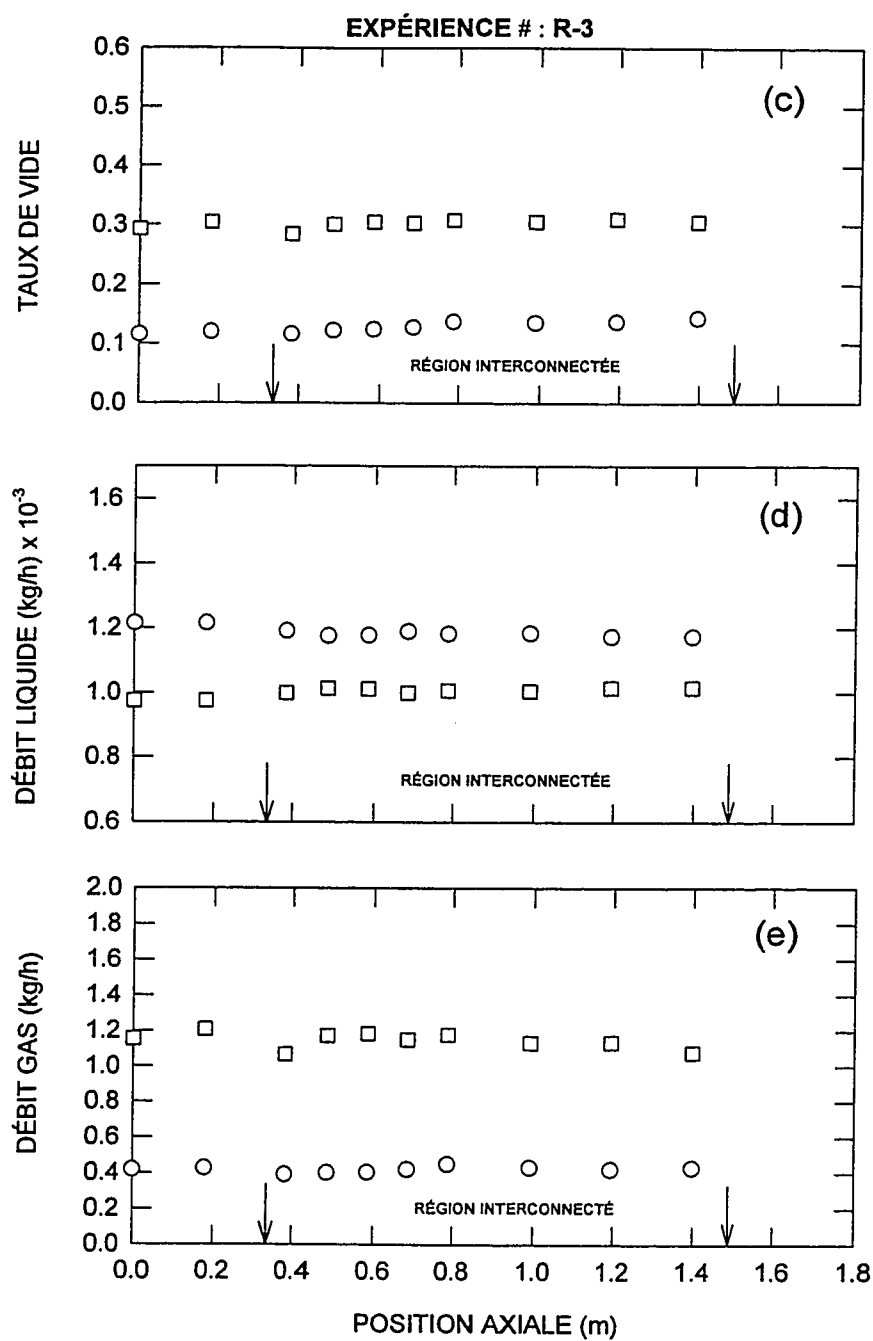 EXPÉRIENCE # : R-3
0.6
0.5
0.4
0.3
0.2
0.1
0.0
TAUX DE VIDE
(c)
RÉGION INTERCONNECTÉE
1.6
1.4
1.2
1.0
0.8
0.6
DÉBIT LIQUIDE (kg/h) x 10⁻³
(d)
RÉGION INTERCONNECTÉE
2.0
1.8
1.6
1.4
1.2
1.0
0.8
0.6
0.4
0.2
0.0
DÉBIT GAS (kg/h)
(e)
RÉGION INTERCONNECTÉ
0.0 0.2 0.4 0.6 0.8 1.0 1.2 1.4 1.6 1.8
POSITION AXIALE (m)